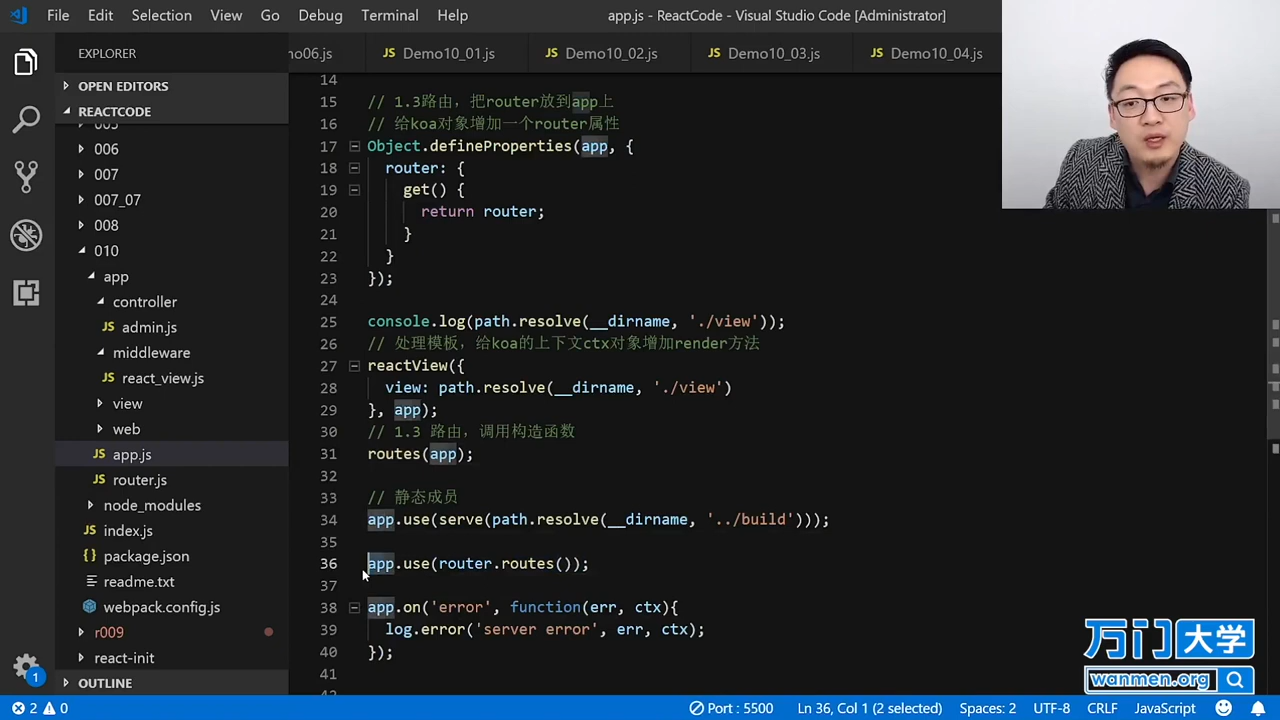 File Edit Selection View Go Debug Terminal Help app.js - ReactCode - Visual Studio Code [Administrator]
EXPLORER
no06.js JS Demo10_01.js JS Demo10_02.js JS Demo10_03.js JS Demo10_04.js
OPEN EDITORS
REACTCODE
006
007
007_07
008
010
app
controller
JS admin.js
middleware
JS react_view.js
view
web
JS app.js
JS router.js
node_modules
JS index.js
package.json
readme.txt
webpack.config.js
r009
react-init
OUTLINE
14
15 // 1.3路由，把router放到app上
16 // 给koa对象增加一个router属性
17 Object.defineProperties(app, {
18 router: {
19 get() {
20 return router;
21 }
22 }
23 });
24
25 console.log(path.resolve(__dirname, './view'));
26 // 处理模板，给koa的上下文ctx对象增加render方法
27 reactView({
28 view: path.resolve(__dirname, './view')
29 }, app);
30 // 1.3 路由，调用构造函数
31 routes(app);
32
33 // 静态成员
34 app.use(serve(path.resolve(__dirname, '../build')));
35
36 app.use(router.routes());
37
38 app.on('error', function(err, ctx){
39 log.error('server error', err, ctx);
40 });
41
万门大学
wanmen.org
1
2 0 Port : 5500 Ln 36, Col 1 (2 selected) Spaces: 2 UTF-8 CRLF JavaScript